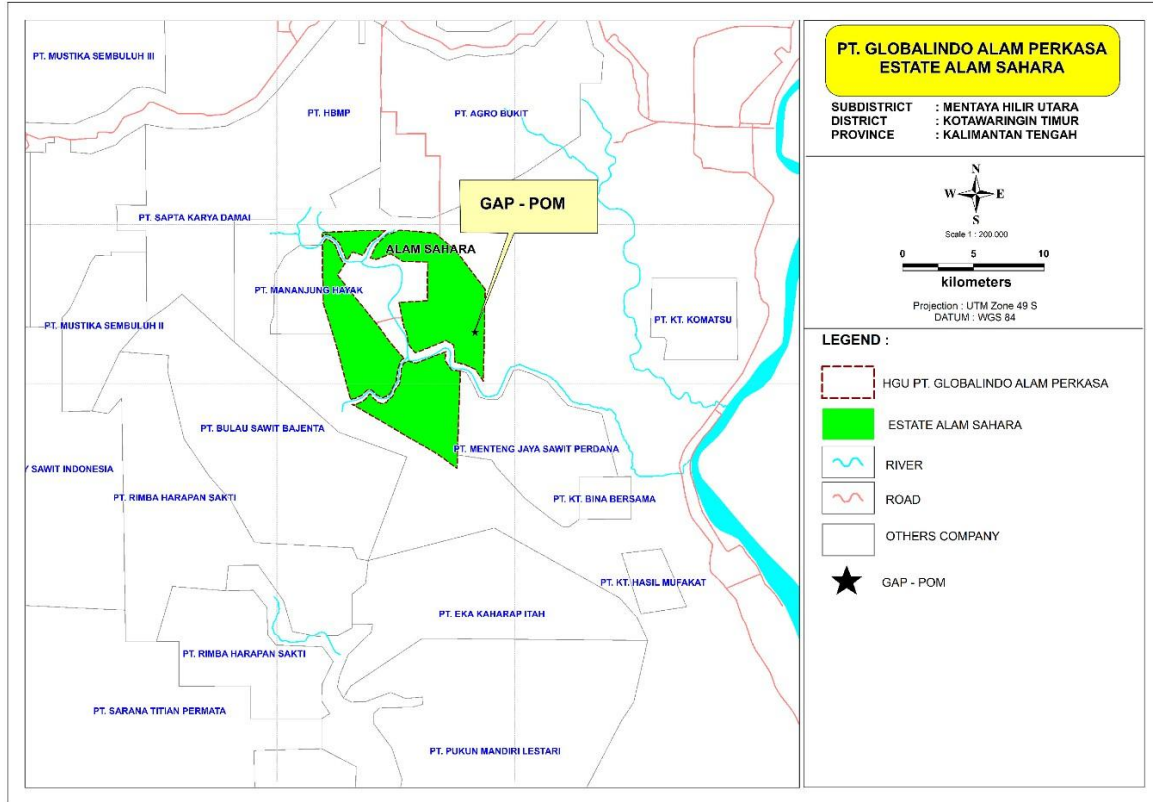 PT. MUSTIKA SEMBULUH III
PT. HBMP
PT. AGRO BUKIT
GAP - POM
PT. SAPTA KARYA DAMAI
ALAM SAHARA
PT. MANANJUNG HAYAK
PT. MUSTIKA SEMBULUH II
PT. KT. KOMATSU
PT. BULAU SAWIT BAJENTA
PT. MENTENG JAYA SAWIT PERDANA
Y SAWIT INDONESIA
PT. RIMBA HARAPAN SAKTI
PT. KT. BINA BERSAMA
PT. KT. HASIL MUFAKAT
PT. EKA KAHARAP ITAH
PT. RIMBA HARAPAN SAKTI
PT. SARANA TITIAN PERMATA
PT. PUKUN MANDIRI LESTARI
PT. GLOBALINDO ALAM PERKASA
ESTATE ALAM SAHARA
SUBDISTRICT : MENTAYA HILIR UTARA
DISTRICT : KOTAWARINGIN TIMUR
PROVINCE : KALIMANTAN TENGAH
N
W E
S
Scale 1 : 200.000
0 5 10
kilometers
Projection : UTM Zone 49 S
DATUM : WGS 84
LEGEND :
HGU PT. GLOBALINDO ALAM PERKASA
ESTATE ALAM SAHARA
RIVER
ROAD
OTHERS COMPANY
GAP - POM